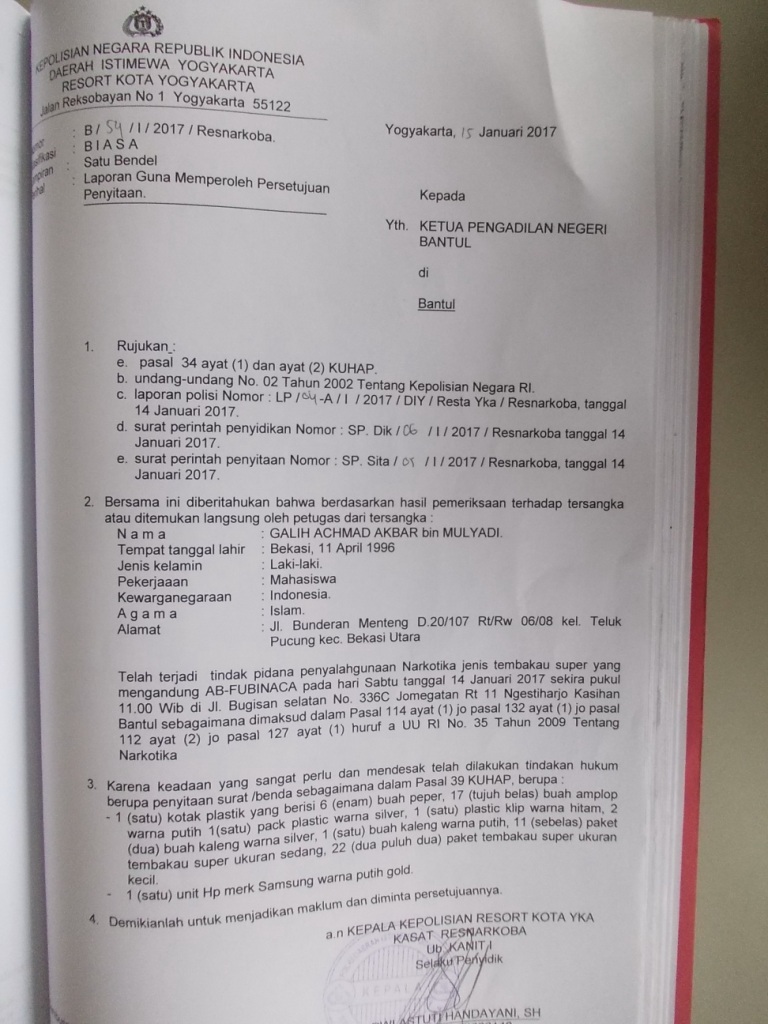 KEPOLISIAN NEGARA REPUBLIK INDONESIA
DAERAH ISTIMEWA YOGYAKARTA
RESORT KOTA YOGYAKARTA
Jalan Reksobayan No 1 Yogyakarta 55122
: B / 54 / I / 2017 / Resnarkoba.
: B I A S A
: Satu Bendel
: Laporan Guna Memperoleh Persetujuan
Penyitaan.
Yogyakarta, 15 Januari 2017
Kepada
Yth. KETUA PENGADILAN NEGERI
BANTUL
di
Bantul
1. Rujukan :
e. pasal 34 ayat (1) dan ayat (2) KUHAP.
b. undang-undang No. 02 Tahun 2002 Tentang Kepolisian Negara RI.
c. laporan polisi Nomor : LP / 04 -A / I / 2017 / DIY / Resta Yka / Resnarkoba, tanggal
14 Januari 2017.
d. surat perintah penyidikan Nomor : SP. Dik / 06 / I / 2017 / Resnarkoba tanggal 14
Januari 2017.
e. surat perintah penyitaan Nomor : SP. Sita / 05 / I / 2017 / Resnarkoba, tanggal 14
Januari 2017.
2. Bersama ini diberitahukan bahwa berdasarkan hasil pemeriksaan terhadap tersangka
atau ditemukan langsung oleh petugas dari tersangka :
N a m a : GALIH ACHMAD AKBAR bin MULYADI.
Tempat tanggal lahir : Bekasi, 11 April 1996
Jenis kelamin : Laki-laki.
Pekerjaaan : Mahasiswa
Kewarganegaraan : Indonesia.
A g a m a : Islam.
Alamat : Jl. Bunderan Menteng D.20/107 Rt/Rw 06/08 kel. Teluk
Pucung kec. Bekasi Utara
Telah terjadi tindak pidana penyalahgunaan Narkotika jenis tembakau super yang
mengandung AB-FUBINACA pada hari Sabtu tanggal 14 Januari 2017 sekira pukul
11.00 Wib di Jl. Bugisan selatan No. 336C Jomegatan Rt 11 Ngestiharjo Kasihan
Bantul sebagaimana dimaksud dalam Pasal 114 ayat (1) jo pasal 132 ayat (1) jo pasal
112 ayat (2) jo pasal 127 ayat (1) huruf a UU RI No. 35 Tahun 2009 Tentang
Narkotika
3. Karena keadaan yang sangat perlu dan mendesak telah dilakukan tindakan hukum
berupa penyitaan surat /benda sebagaimana dalam Pasal 39 KUHAP, berupa :
- 1 (satu) kotak plastik yang berisi 6 (enam) buah peper, 17 (tujuh belas) buah amplop
warna putih 1(satu) pack plastic warna silver, 1 (satu) plastic klip warna hitam, 2
(dua) buah kaleng warna silver, 1 (satu) buah kaleng warna putih, 11 (sebelas) paket
tembakau super ukuran sedang, 22 (dua puluh dua) paket tembakau super ukuran
kecil.
- 1 (satu) unit Hp merk Samsung warna putih gold.
4. Demikianlah untuk menjadikan maklum dan diminta persetujuannya.
a.n KEPALA KEPOLISIAN RESORT KOTA YKA
KASAT RESNARKOBA
Ub KANIT I
Selaku Penyidik
KEPALA
HANDAYANI, SH